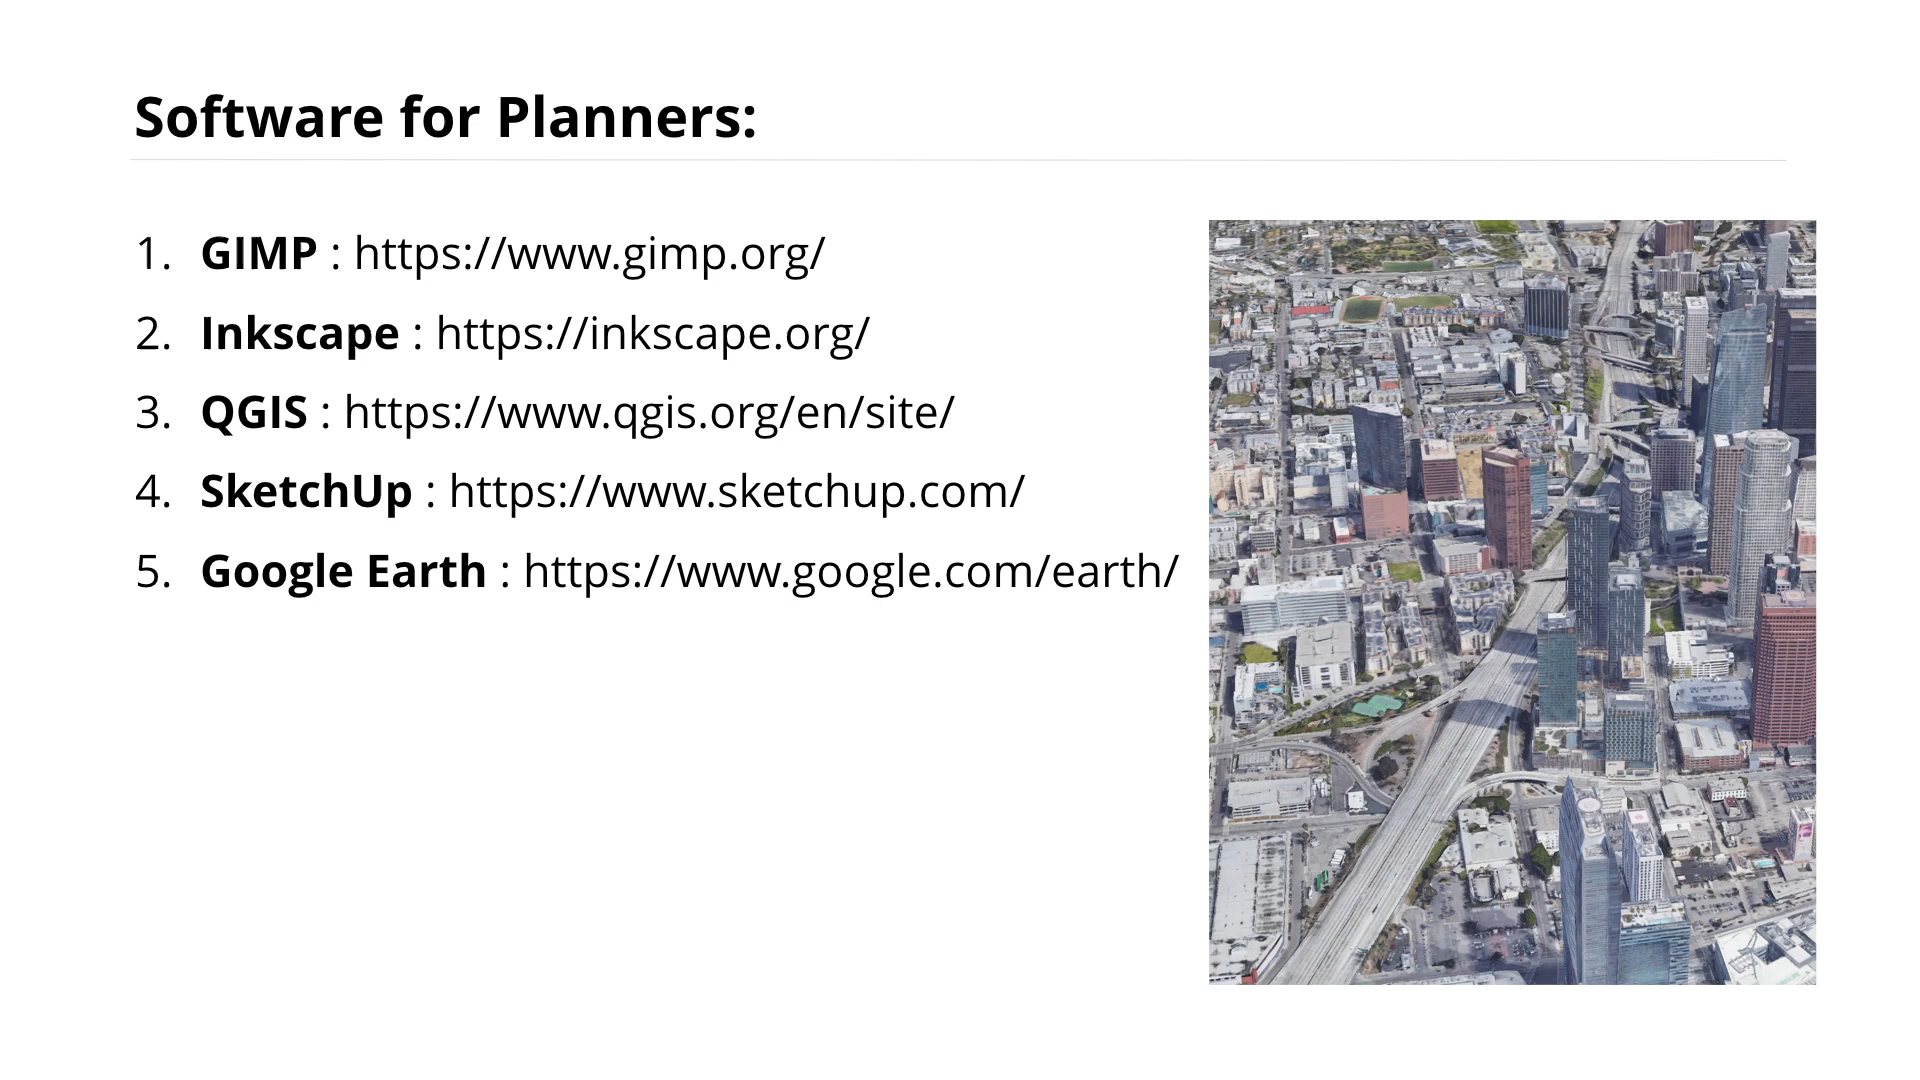 Software for Planners:
1. GIMP : https://www.gimp.org/
2. Inkscape : https://inkscape.org/
3. QGIS : https://www.qgis.org/en/site/
4. SketchUp : https://www.sketchup.com/
5. Google Earth : https://www.google.com/earth/